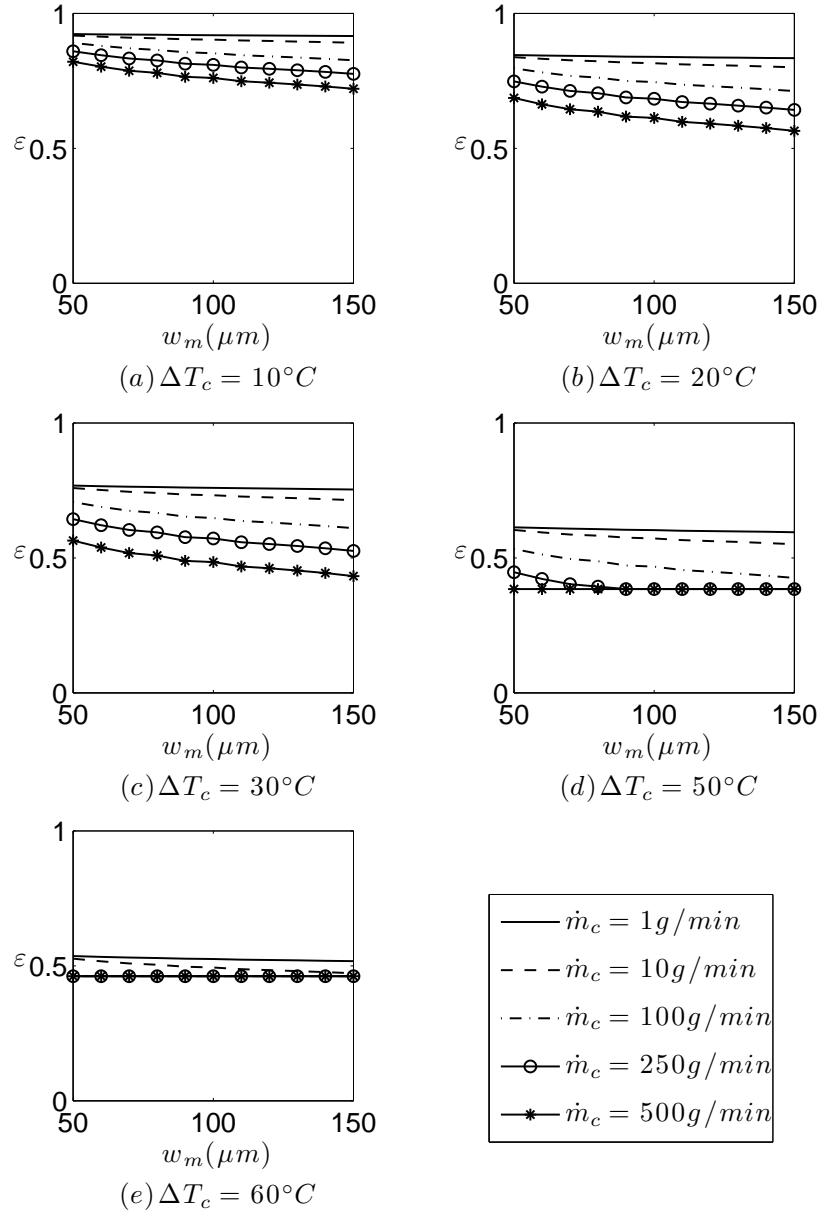 1
ε 0.5
0
50 100 150
w_m(μm)
(a) ΔT_c = 10°C
1
ε 0.5
0
50 100 150
w_m(μm)
(b) ΔT_c = 20°C
1
ε 0.5
0
50 100 150
w_m(μm)
(c) ΔT_c = 30°C
1
ε 0.5
0
50 100 150
w_m(μm)
(d) ΔT_c = 50°C
1
ε 0.5
0
50 100 150
w_m(μm)
(e) ΔT_c = 60°C
ṁ_c = 1g/min
ṁ_c = 10g/min
ṁ_c = 100g/min
ṁ_c = 250g/min
ṁ_c = 500g/min